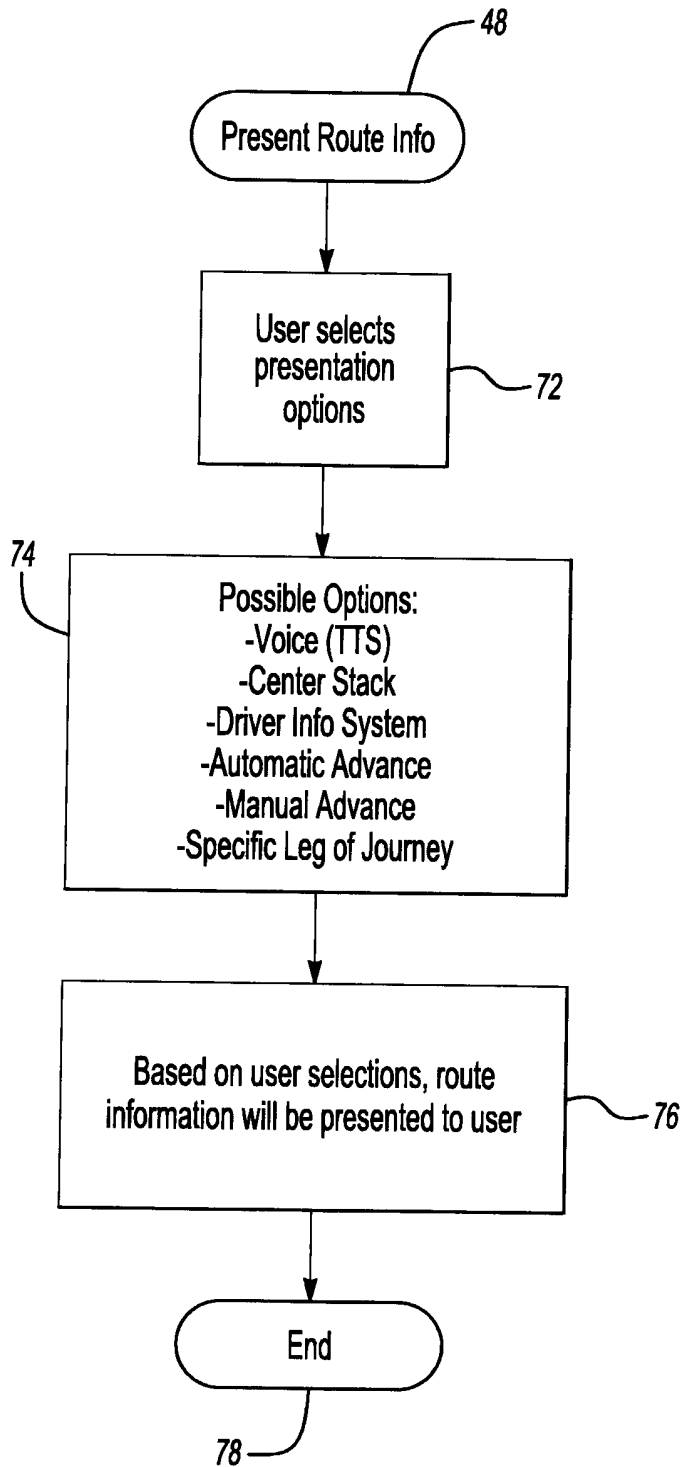 48
Present Route Info
User selects
presentation
options
72
74
Possible Options:
-Voice (TTS)
-Center Stack
-Driver Info System
-Automatic Advance
-Manual Advance
-Specific Leg of Journey
Based on user selections, route
information will be presented to user
76
End
78